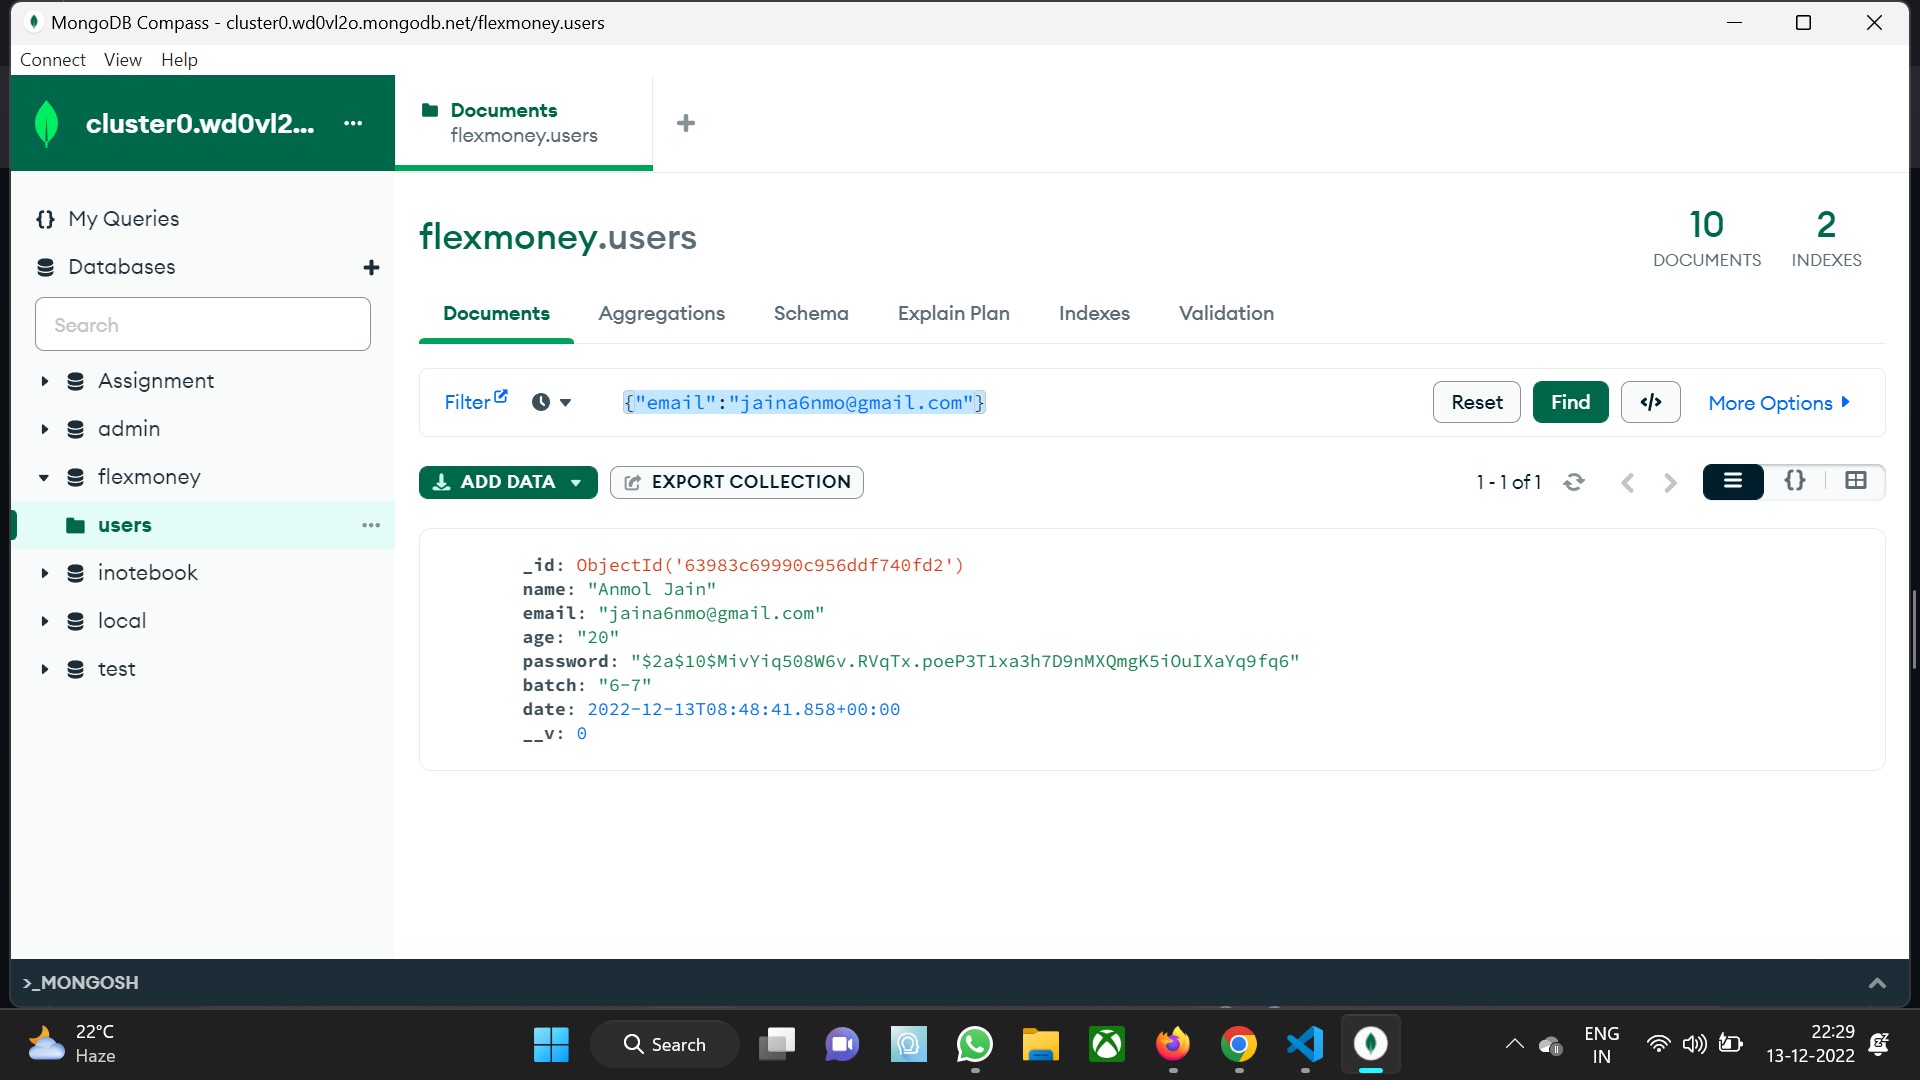 MongoDB Compass - cluster0.wd0vl2o.mongodb.net/flexmoney.users
Connect View Help
cluster0.wd0vl2... ...
Documents
flexmoney.users
My Queries
Databases
Search
Assignment
admin
flexmoney
users ...
inotebook
local
test
flexmoney.users
10
DOCUMENTS
2
INDEXES
Documents Aggregations Schema Explain Plan Indexes Validation
Filter {"email":"jaina6nmo@gmail.com"} Reset Find </> More Options
ADD DATA EXPORT COLLECTION 1 - 1 of 1 {}
_id: ObjectId('63983c69990c956ddf740fd2')
name: "Anmol Jain"
email: "jaina6nmo@gmail.com"
age: "20"
password: "$2a$10$MivYiq508W6v.RVqTx.poeP3T1xa3h7D9nMXQmgK5iOuIXaYq9fq6"
batch: "6-7"
date: 2022-12-13T08:48:41.858+00:00
__v: 0
>_MONGOSH
22°C
Haze
Search
ENG
IN
22:29
13-12-2022